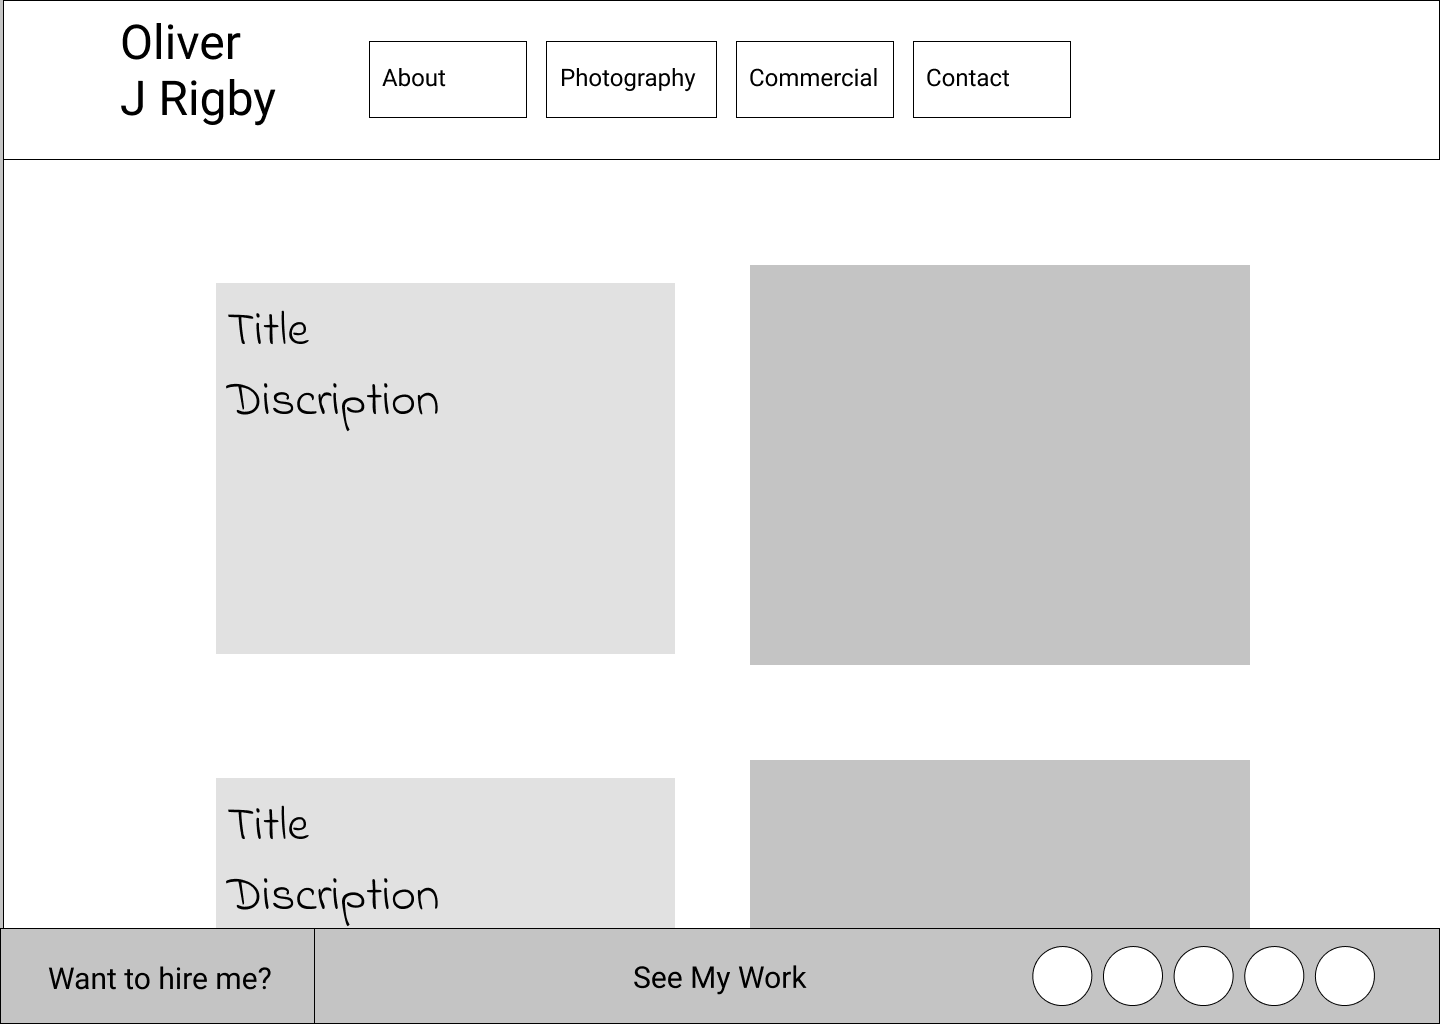 Oliver
J Rigby
About
Photography
Commercial
Contact
Title
Discription
Title
Discription
Want to hire me?
See My Work